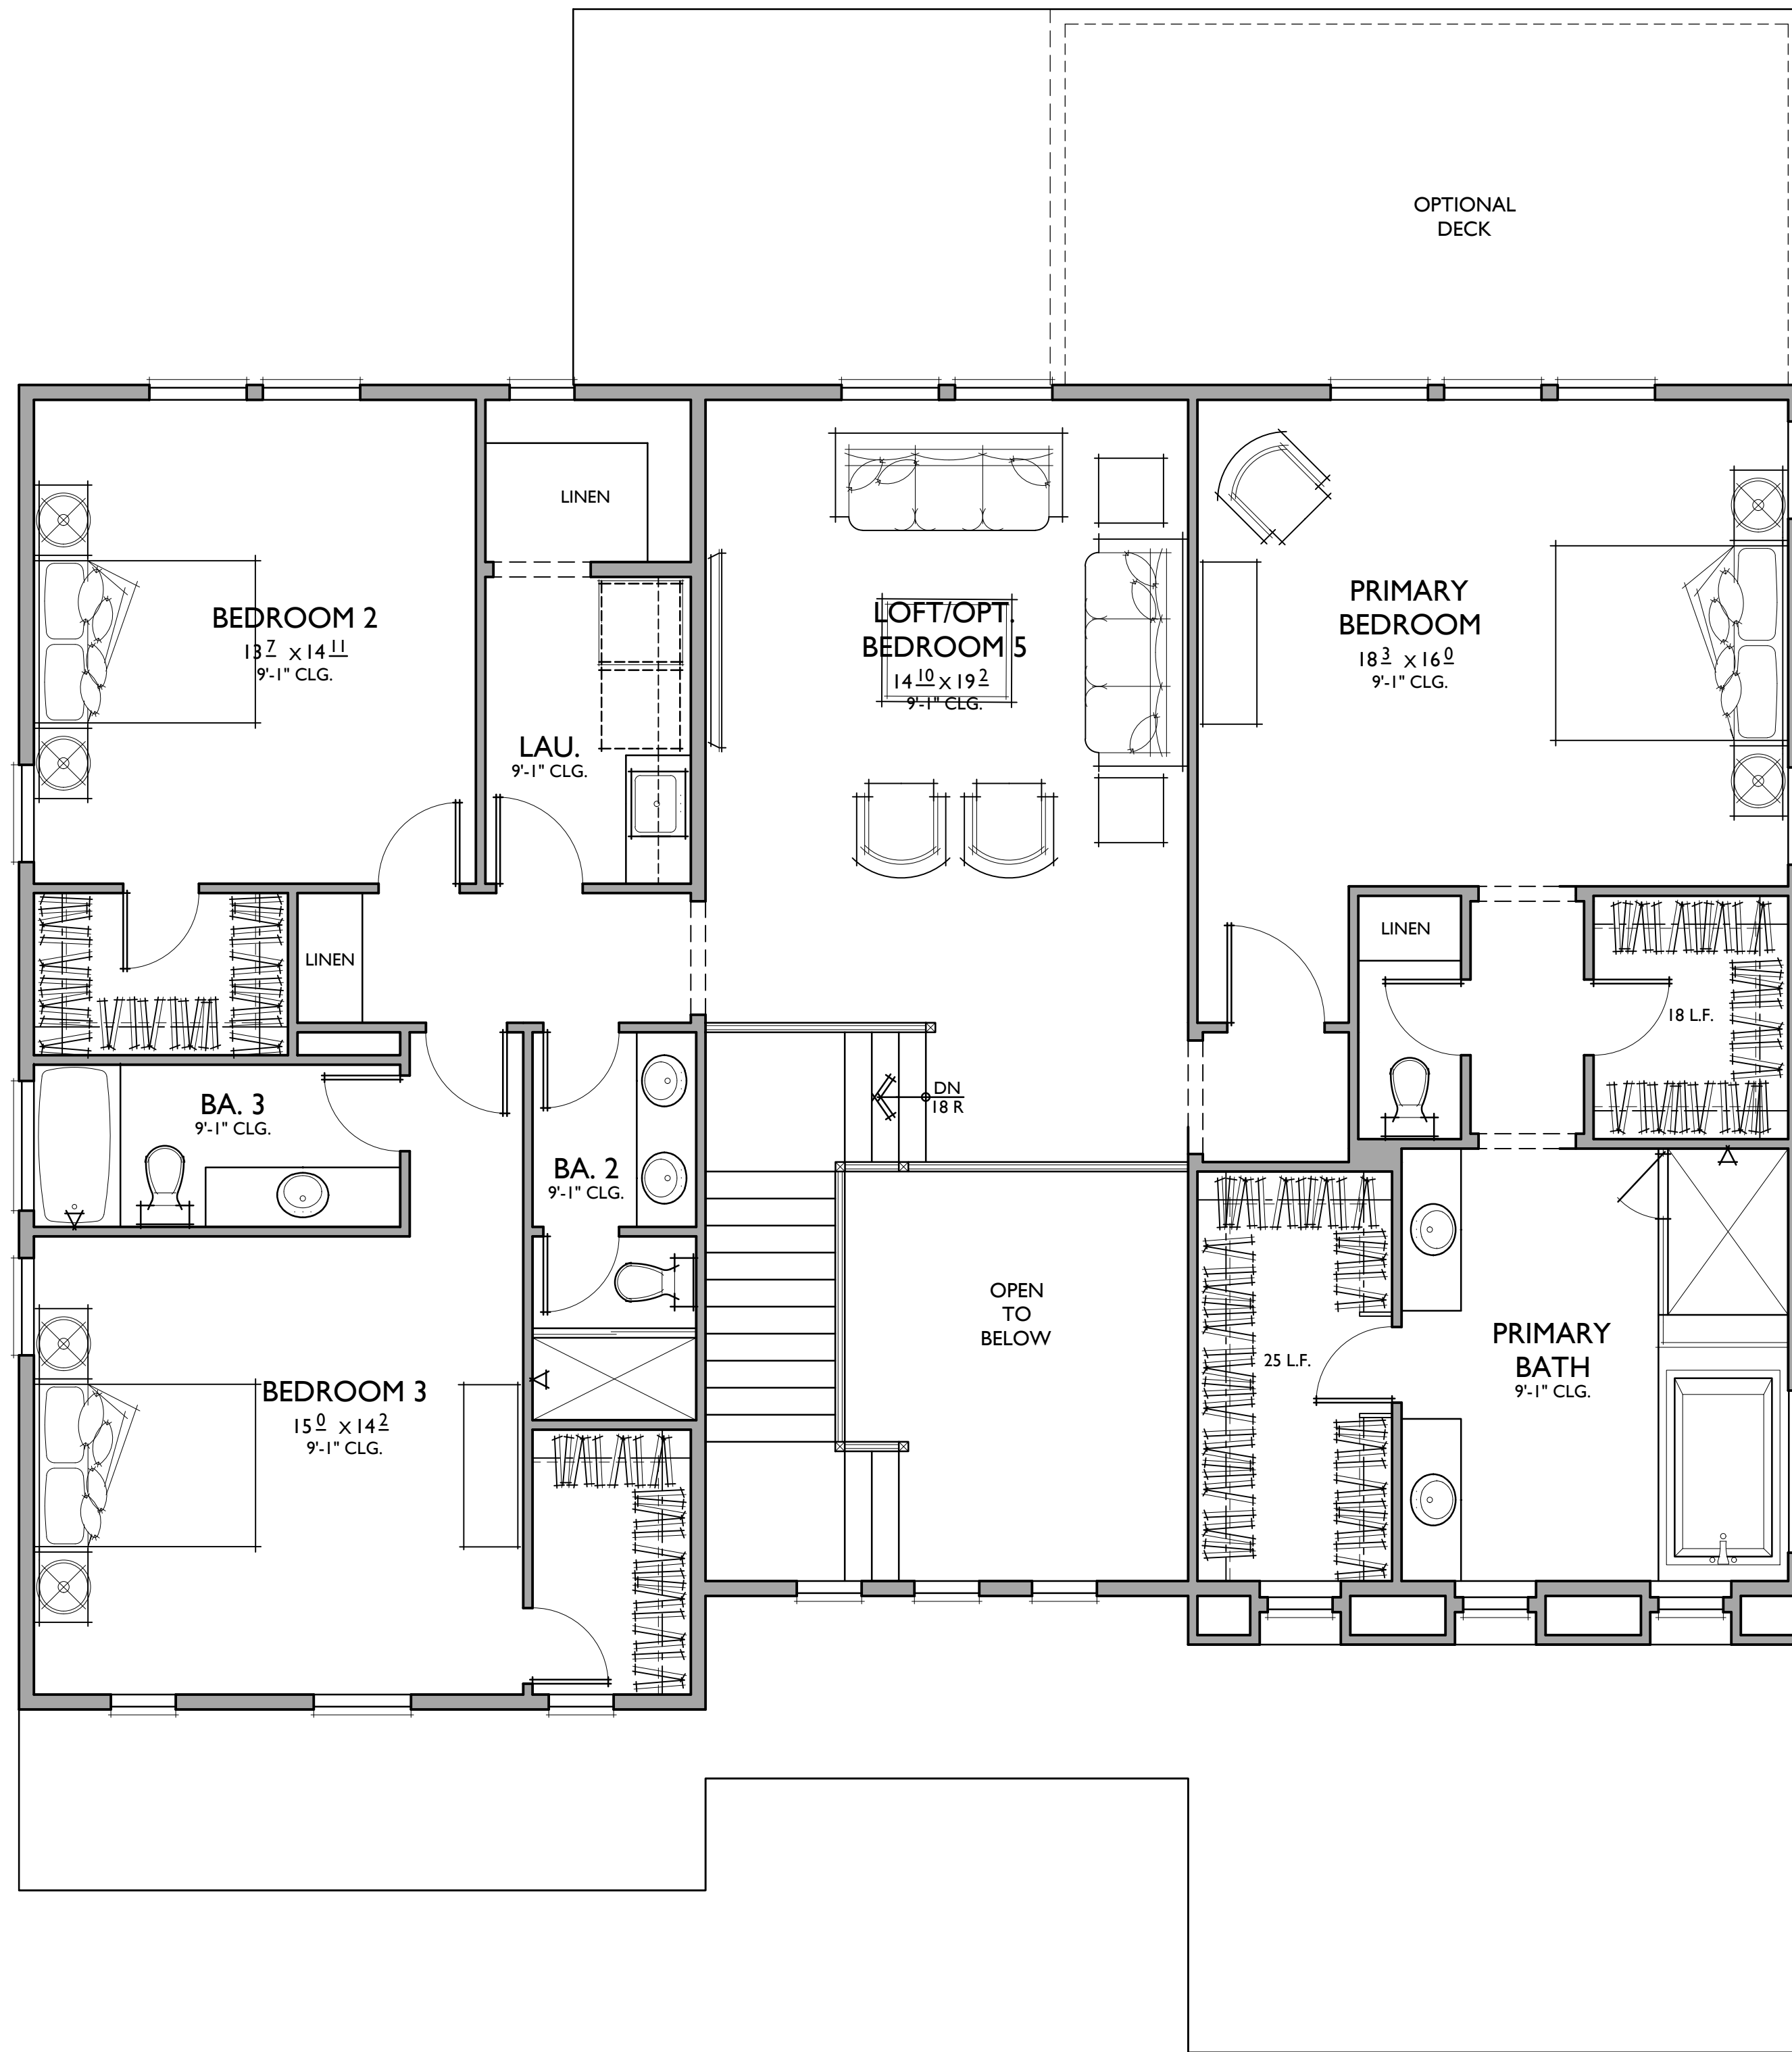 OPTIONAL
DECK
LINEN
BEDROOM 2
13 7 X 14 11
9'-1" CLG.
LAU.
9'-1" CLG.
LOFT/OPT.
BEDROOM 5
14 10 X 19 2
9'-1" CLG.
PRIMARY
BEDROOM
18 3 X 16 0
9'-1" CLG.
LINEN
LINEN
18 L.F.
BA. 3
9'-1" CLG.
BA. 2
9'-1" CLG.
DN
18 R
OPEN
TO
BELOW
25 L.F.
PRIMARY
BATH
9'-1" CLG.
BEDROOM 3
15 0 X 14 2
9'-1" CLG.